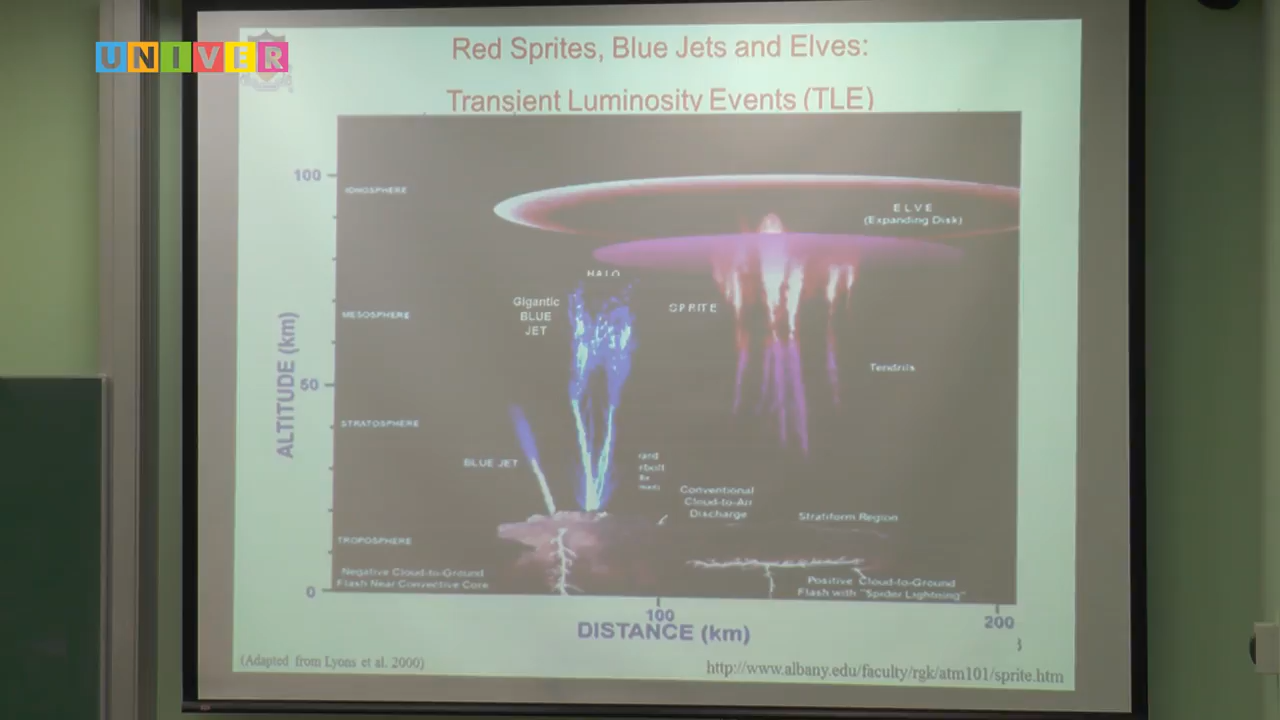 UNIVER
Red Sprites, Blue Jets and Elves:
Transient Luminosity Events (TLE)
100
IONOSPHERE
ELVE
(Expanding Disk)
HALO
Gigantic
BLUE
JET
SPRITE
MESOSPHERE
ALTITUDE (km)
Tendrils
50
STRATOSPHERE
BLUE JET
Conventional
Cloud-to-Air
Discharge
Stratiform Region
TROPOSPHERE
Negative Cloud-to-Ground
Flash Near Convective Core
Positive Cloud-to-Ground
Flash with "Spider Lightning"
0
100
200
DISTANCE (km)
(Adapted from Lyons et al. 2000)
http://www.albany.edu/faculty/rgk/atm101/sprite.htm